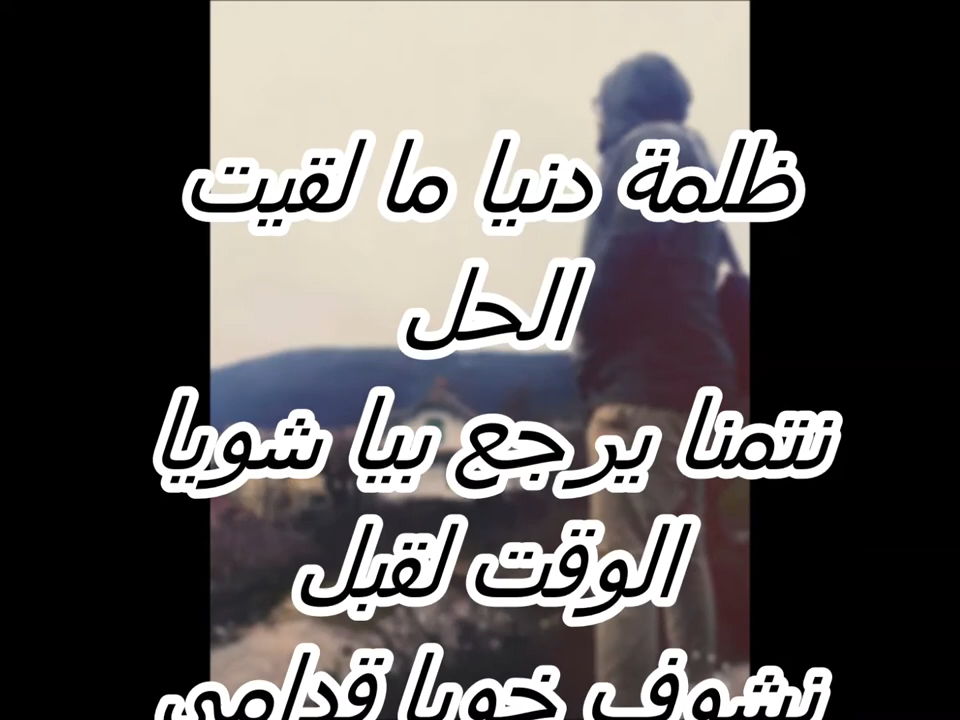 ظلمة دنيا ما لقيت
الحل
نتمنا يرجع بيا شويا
الوقت لقبل
نشوف خويا قدامي